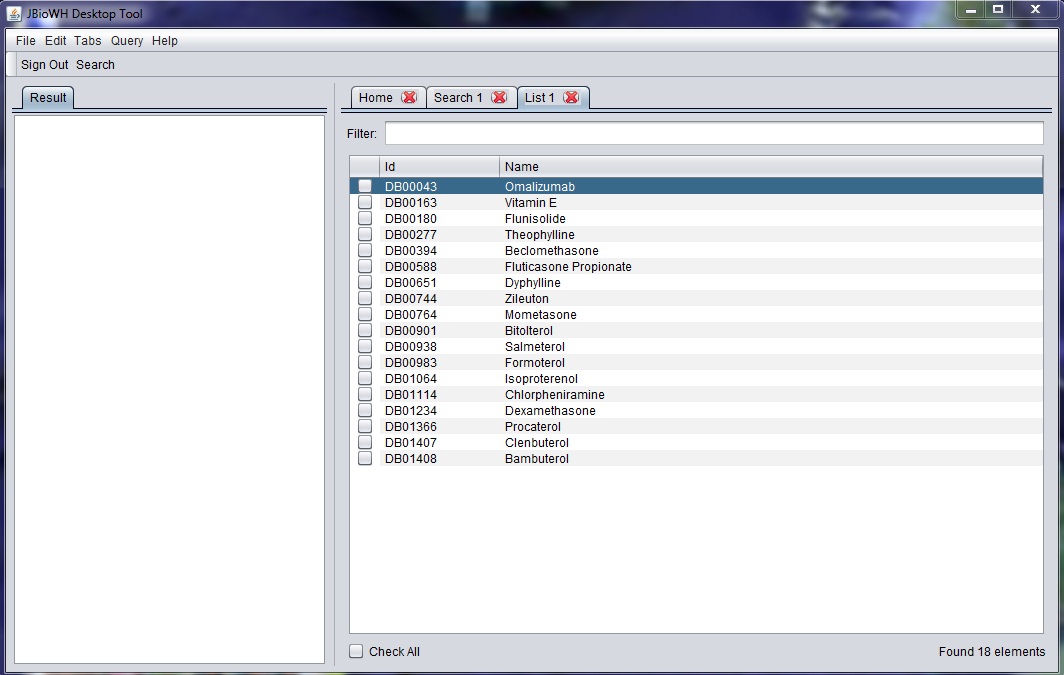 JBioWH Desktop Tool
File Edit Tabs Query Help
Sign Out Search
Result
Home Search 1 List 1
Filter:
Id Name
DB00043 Omalizumab
DB00163 Vitamin E
DB00180 Flunisolide
DB00277 Theophylline
DB00394 Beclomethasone
DB00588 Fluticasone Propionate
DB00651 Dyphylline
DB00744 Zileuton
DB00764 Mometasone
DB00901 Bitolterol
DB00938 Salmeterol
DB00983 Formoterol
DB01064 Isoproterenol
DB01114 Chlorpheniramine
DB01234 Dexamethasone
DB01366 Procaterol
DB01407 Clenbuterol
DB01408 Bambuterol
Check All Found 18 elements